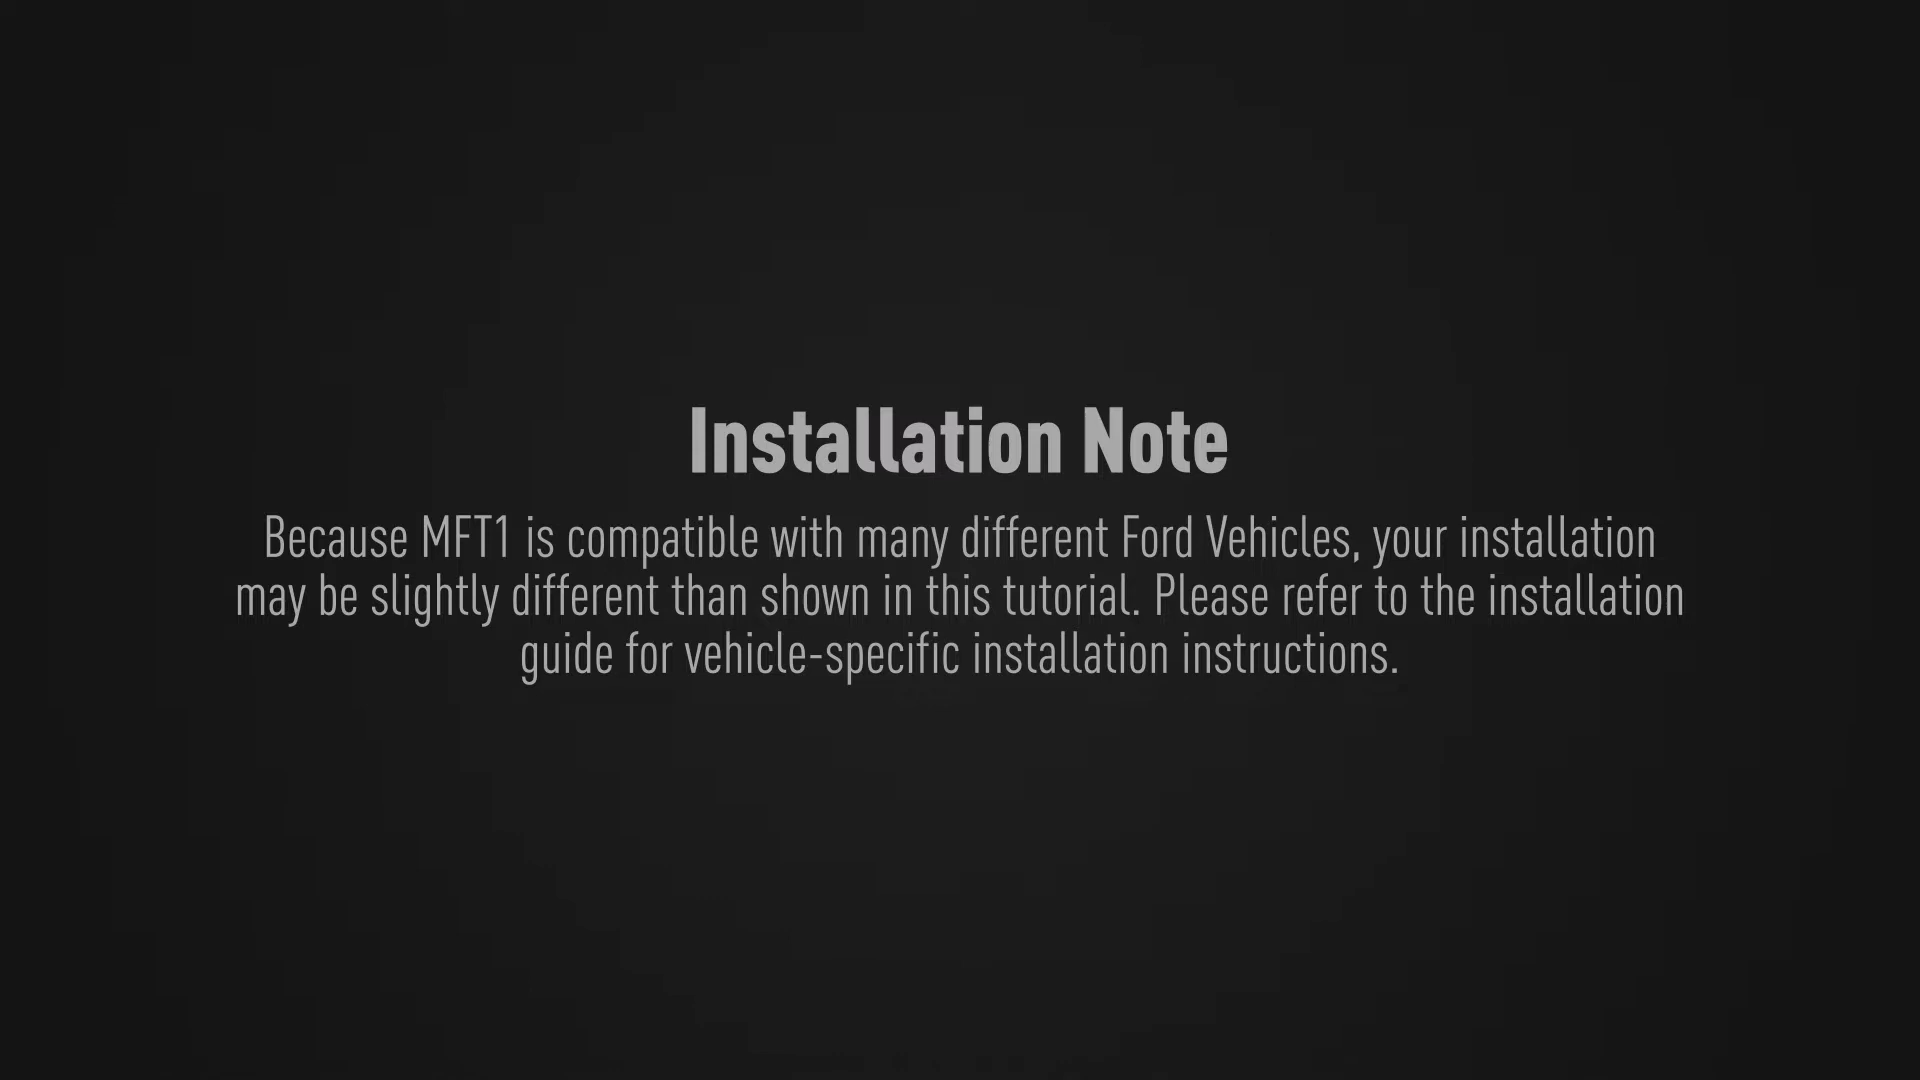 Installation Note
Because MFT1 is compatible with many different Ford Vehicles, your installation
may be slightly different than shown in this tutorial. Please refer to the installation
guide for vehicle-specific installation instructions.